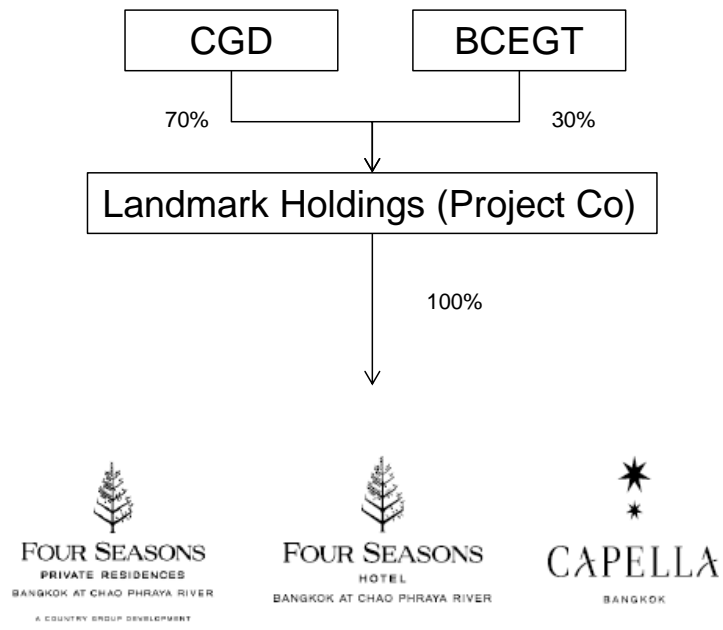 CGD
BCEGT
70%
30%
Landmark Holdings (Project Co)
100%
FOUR SEASONS
PRIVATE RESIDENCES
BANGKOK AT CHAO PHRAYA RIVER
A COUNTRY GROUP DEVELOPMENT
FOUR SEASONS
HOTEL
BANGKOK AT CHAO PHRAYA RIVER
CAPELLA
BANGKOK